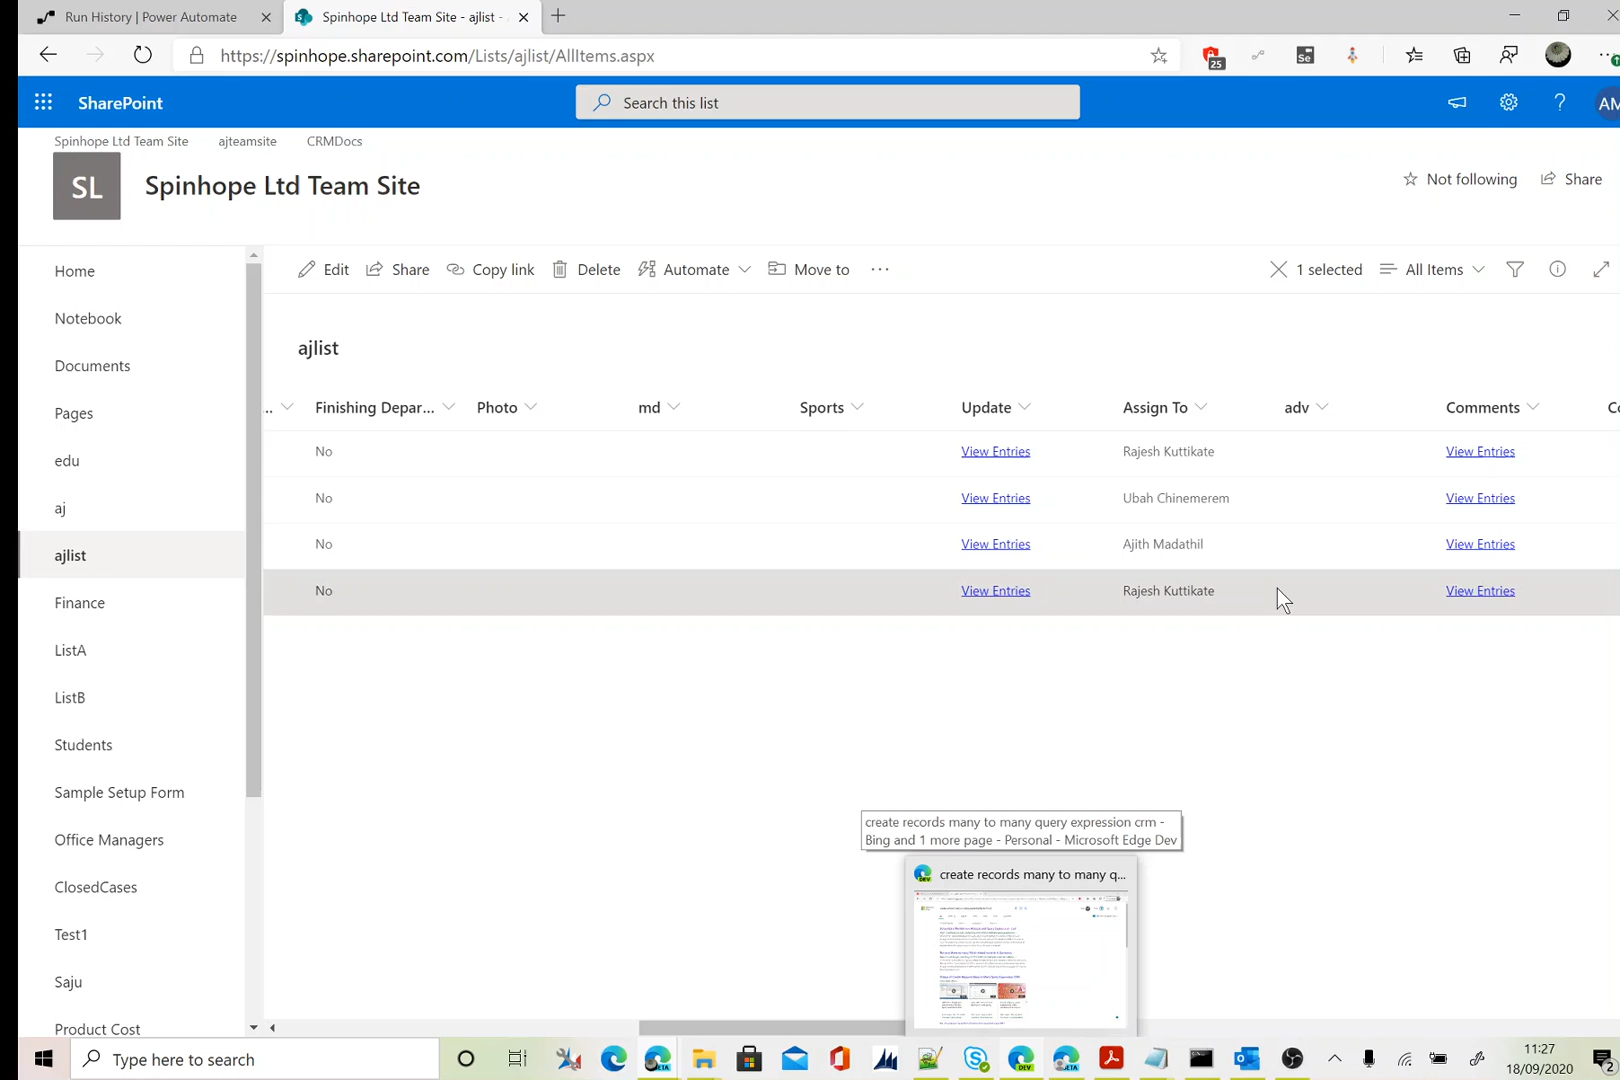 Run History | Power Automate
Spinhope Ltd Team Site - ajlist -
https://spinhope.sharepoint.com/Lists/ajlist/AllItems.aspx
25
Se
SharePoint
Search this list
?
AM
Spinhope Ltd Team Site
ajteamsite
CRMDocs
SL
Spinhope Ltd Team Site
Not following
Share
Home
Notebook
Documents
Pages
edu
aj
ajlist
Finance
ListA
ListB
Students
Sample Setup Form
Office Managers
ClosedCases
Test1
Saju
Product Cost
Edit
Share
Copy link
Delete
Automate
Move to
...
1 selected
All Items
ajlist
... Finishing Depar... Photo md Sports Update Assign To adv Comments Co
No View Entries Rajesh Kuttikate View Entries
No View Entries Ubah Chinemerem View Entries
No View Entries Ajith Madathil View Entries
No View Entries Rajesh Kuttikate View Entries
create records many to many query expression crm -
Bing and 1 more page - Personal - Microsoft Edge Dev
create records many to many q...
Type here to search
BETA
DEV
BETA
11:27
18/09/2020
2